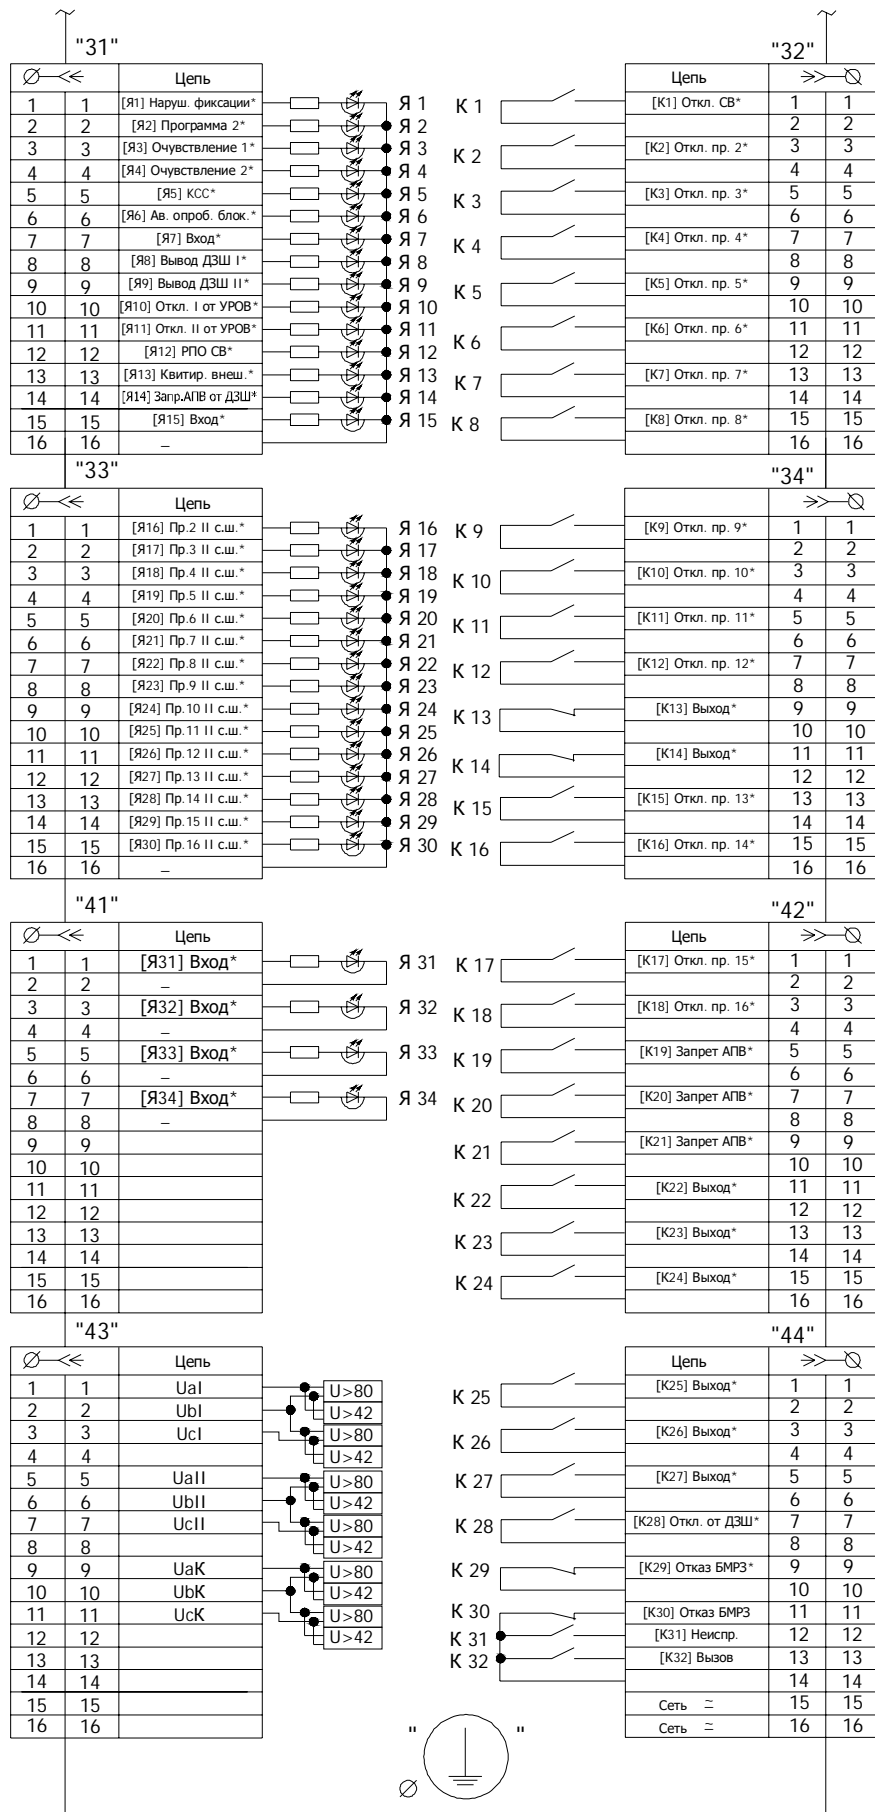 "31"
Цепь
1 1 [Я1] Наруш. фиксации* Я 1
2 2 [Я2] Программа 2* Я 2
3 3 [Я3] Очувствление 1* Я 3
4 4 [Я4] Очувствление 2* Я 4
5 5 [Я5] КСС* Я 5
6 6 [Я6] Ав. опроб. блок.* Я 6
7 7 [Я7] Вход* Я 7
8 8 [Я8] Вывод ДЗШ I* Я 8
9 9 [Я9] Вывод ДЗШ II* Я 9
10 10 [Я10] Откл. I от УРОВ* Я 10
11 11 [Я11] Откл. II от УРОВ* Я 11
12 12 [Я12] РПО СВ* Я 12
13 13 [Я13] Квитир. внеш.* Я 13
14 14 [Я14] Запр.АПВ от ДЗШ* Я 14
15 15 [Я15] Вход* Я 15
16 16 –
"32"
Цепь
К 1 [К1] Откл. СВ* 1 1
2 2
К 2 [К2] Откл. пр. 2* 3 3
4 4
К 3 [К3] Откл. пр. 3* 5 5
6 6
К 4 [К4] Откл. пр. 4* 7 7
8 8
К 5 [К5] Откл. пр. 5* 9 9
10 10
К 6 [К6] Откл. пр. 6* 11 11
12 12
К 7 [К7] Откл. пр. 7* 13 13
14 14
К 8 [К8] Откл. пр. 8* 15 15
16 16
"33"
Цепь
1 1 [Я16] Пр.2 II с.ш.* Я 16
2 2 [Я17] Пр.3 II с.ш.* Я 17
3 3 [Я18] Пр.4 II с.ш.* Я 18
4 4 [Я19] Пр.5 II с.ш.* Я 19
5 5 [Я20] Пр.6 II с.ш.* Я 20
6 6 [Я21] Пр.7 II с.ш.* Я 21
7 7 [Я22] Пр.8 II с.ш.* Я 22
8 8 [Я23] Пр.9 II с.ш.* Я 23
9 9 [Я24] Пр.10 II с.ш.* Я 24
10 10 [Я25] Пр.11 II с.ш.* Я 25
11 11 [Я26] Пр.12 II с.ш.* Я 26
12 12 [Я27] Пр.13 II с.ш.* Я 27
13 13 [Я28] Пр.14 II с.ш.* Я 28
14 14 [Я29] Пр.15 II с.ш.* Я 29
15 15 [Я30] Пр.16 II с.ш.* Я 30
16 16 –
"34"
К 9 [К9] Откл. пр. 9* 1 1
2 2
К 10 [К10] Откл. пр. 10* 3 3
4 4
К 11 [К11] Откл. пр. 11* 5 5
6 6
К 12 [К12] Откл. пр. 12* 7 7
8 8
К 13 [К13] Выход* 9 9
10 10
К 14 [К14] Выход* 11 11
12 12
К 15 [К15] Откл. пр. 13* 13 13
14 14
К 16 [К16] Откл. пр. 14* 15 15
16 16
"41"
Цепь
1 1 [Я31] Вход* Я 31
2 2 –
3 3 [Я32] Вход* Я 32
4 4 –
5 5 [Я33] Вход* Я 33
6 6 –
7 7 [Я34] Вход* Я 34
8 8 –
9 9
10 10
11 11
12 12
13 13
14 14
15 15
16 16
"42"
Цепь
К 17 [К17] Откл. пр. 15* 1 1
2 2
К 18 [К18] Откл. пр. 16* 3 3
4 4
К 19 [К19] Запрет АПВ* 5 5
6 6
К 20 [К20] Запрет АПВ* 7 7
8 8
К 21 [К21] Запрет АПВ* 9 9
10 10
К 22 [К22] Выход* 11 11
12 12
К 23 [К23] Выход* 13 13
14 14
К 24 [К24] Выход* 15 15
16 16
"43"
Цепь
1 1 UaI U>80
2 2 UbI U>42
3 3 UcI U>80
4 4 U>42
5 5 UaII U>80
6 6 UbII U>42
7 7 UcII U>80
8 8 U>42
9 9 UaK U>80
10 10 UbK U>42
11 11 UcK U>80
12 12 U>42
13 13
14 14
15 15
16 16
"44"
Цепь
К 25 [К25] Выход* 1 1
2 2
К 26 [К26] Выход* 3 3
4 4
К 27 [К27] Выход* 5 5
6 6
К 28 [К28] Откл. от ДЗШ* 7 7
8 8
К 29 [К29] Отказ БМРЗ* 9 9
10 10
К 30 [К30] Отказ БМРЗ 11 11
К 31 [К31] Неиспр. 12 12
К 32 [К32] Вызов 13 13
14 14
Сеть ≂ 15 15
Сеть ≂ 16 16
" "